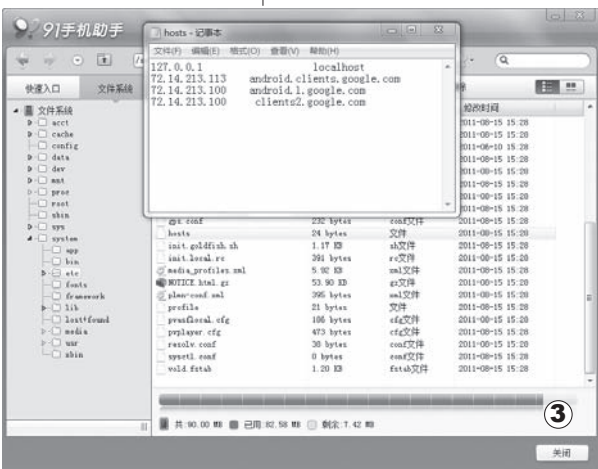 91手机助手
hosts - 记事本
文件(F) 编辑(E) 格式(O) 查看(V) 帮助(H)
127.0.0.1 localhost
72.14.213.113 android.clients.google.com
72.14.213.100 android.l.google.com
72.14.213.100 clients2.google.com
快速入口 文件系统
修改时间
文件系统
acct
cache
config
data
dev
mnt
proc
root
sbin
sys
system
app
bin
etc
fonts
framework
lib
lost+found
media
usr
xbin
2011-08-15 15:28
2011-08-15 15:28
2011-06-10 15:28
2011-08-15 15:28
2011-08-15 15:28
2011-08-15 15:28
2011-08-15 15:28
2011-08-15 15:28
gps.conf 232 bytes conf文件 2011-08-15 15:28
hosts 24 bytes 文件 2011-08-15 15:28
init.goldfish.sh 1.17 KB sh文件 2011-08-15 15:28
init.local.rc 391 bytes rc文件 2011-08-15 15:28
media_profiles.xml 5.92 KB xml文件 2011-08-15 15:28
NOTICE.html.gz 53.90 KB gz文件 2011-08-15 15:28
plmn-conf.xml 395 bytes xml文件 2011-08-15 15:28
profile 21 bytes 文件 2011-08-15 15:28
pvasflocal.cfg 186 bytes cfg文件 2011-08-15 15:28
pvplayer.cfg 473 bytes cfg文件 2011-08-15 15:28
resolv.conf 38 bytes conf文件 2011-08-15 15:28
sysctl.conf 0 bytes conf文件 2011-08-15 15:28
vold.fstab 1.20 KB fstab文件 2011-08-15 15:28
共:90.00 MB 已用:82.58 MB 剩余:7.42 MB
③
关闭